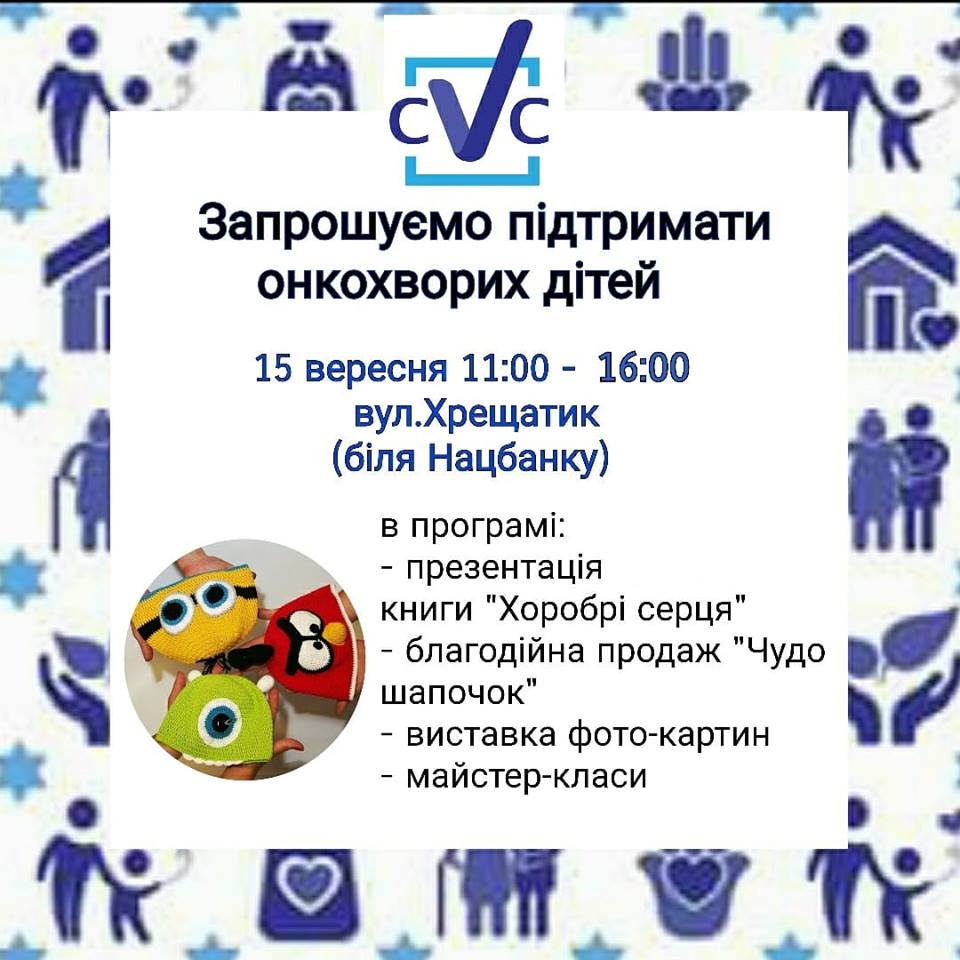 CVC
Запрошуємо підтримати
онкохворих дітей
15 вересня 11:00 - 16:00
вул.Хрещатик
(біля Нацбанку)
в програмі:
- презентація
книги "Хоробрі серця"
- благодійна продаж "Чудо
шапочок"
- виставка фото-картин
- майстер-класи